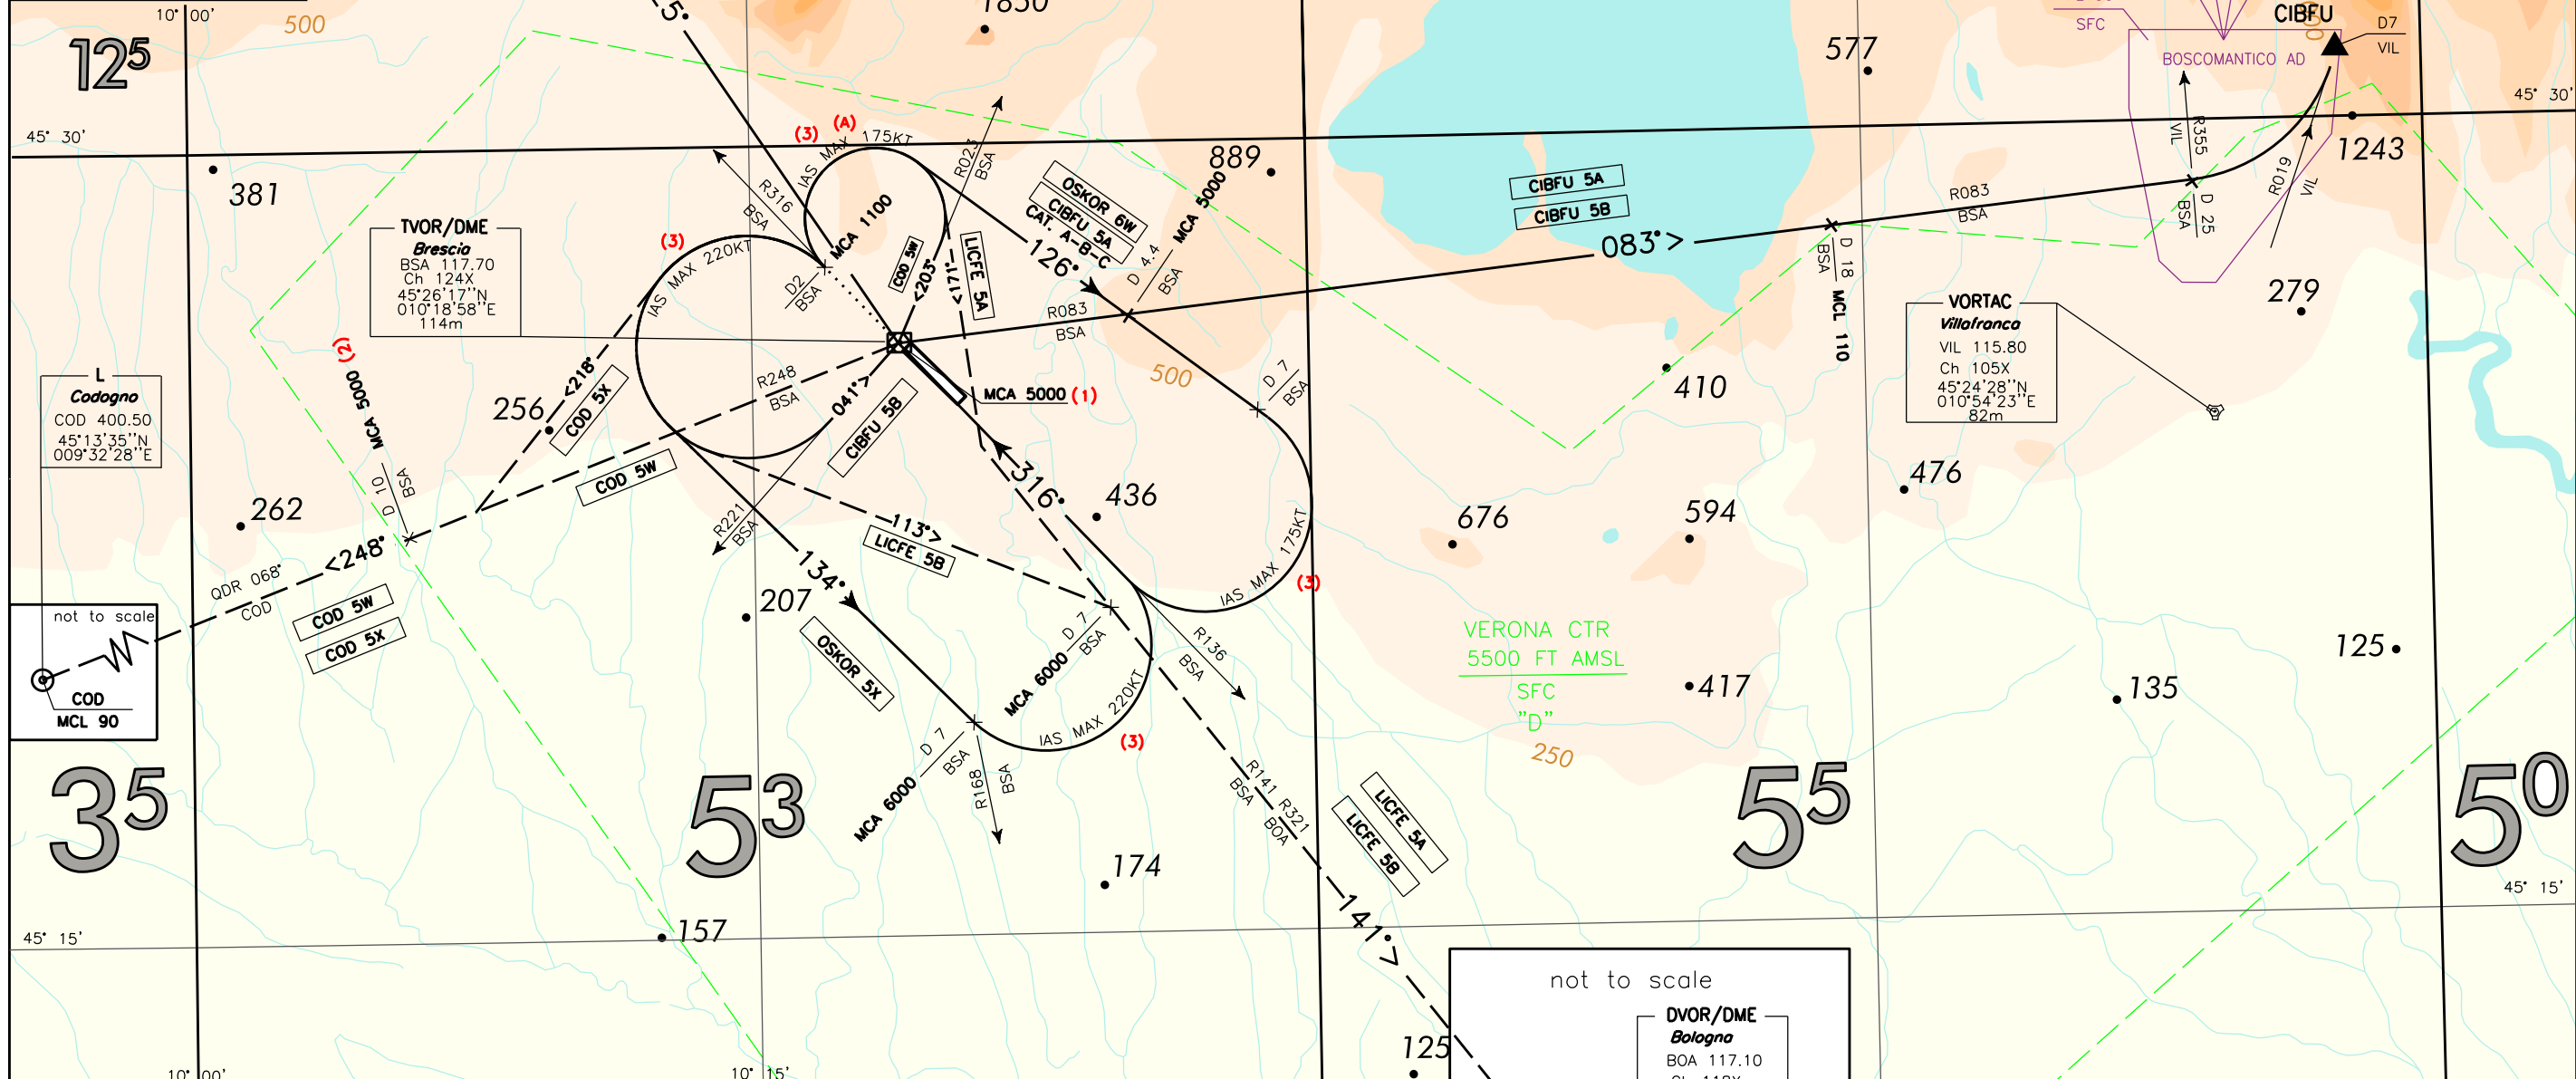 10° 00'
500
12⁵
5°
1850
577
SFC
CIBFU
D7
VIL
BOSCOMANTICO AD
45° 30'
45° 30'
1243
381
(3)
(A)
IAS MAX 175KT
R023
BSA
889
OSKOR 6W
CIBFU 5A
CAT. A-B-C
126°
D 4.4
BSA
MCA 5000
CIBFU 5A
CIBFU 5B
083°>
R083
BSA
R355
VIL
R019
VIL
D 25
BSA
D 18
BSA
MCL 110
279
TVOR/DME
Brescia
BSA 117.70
Ch 124X
45°26'17''N
010°18'58''E
114m
R316
BSA
(3)
IAS MAX 220KT
MCA 1100
D2
BSA
COD 5W
<203°
<171°
LICFE 5A
R083
BSA
500
VORTAC
Villafranca
VIL 115.80
Ch 105X
45°24'28''N
010°54'23''E
82m
L
Codogno
COD 400.50
45°13'35''N
009°32'28''E
(2)
MCA 5000
D 10
BSA
<218°
COD 5X
256
R248
BSA
041°>
CIBFU 5B
MCA 5000 (1)
D 7
BSA
410
262
COD 5W
476
316°
436
676
594
R221
BSA
113°>
LICFE 5B
IAS MAX 175KT
(3)
<248°
QDR 068°
COD
COD 5W
COD 5X
134°
207
OSKOR 5X
D 7
BSA
MCA 6000
R136
BSA
IAS MAX 220KT
(3)
VERONA CTR
5500 FT AMSL
SFC
"D"
417
125
135
250
not to scale
COD
MCL 90
D 7
BSA
MCA 6000
R168
BSA
R141
BSA
R321
BOA
LICFE 5A
LICFE 5B
3⁵
5³
5⁵
5⁰
174
157
141°>
45° 15'
45° 15'
not to scale
DVOR/DME
Bologna
BOA 117.10
125
10° 00'
10° 15'